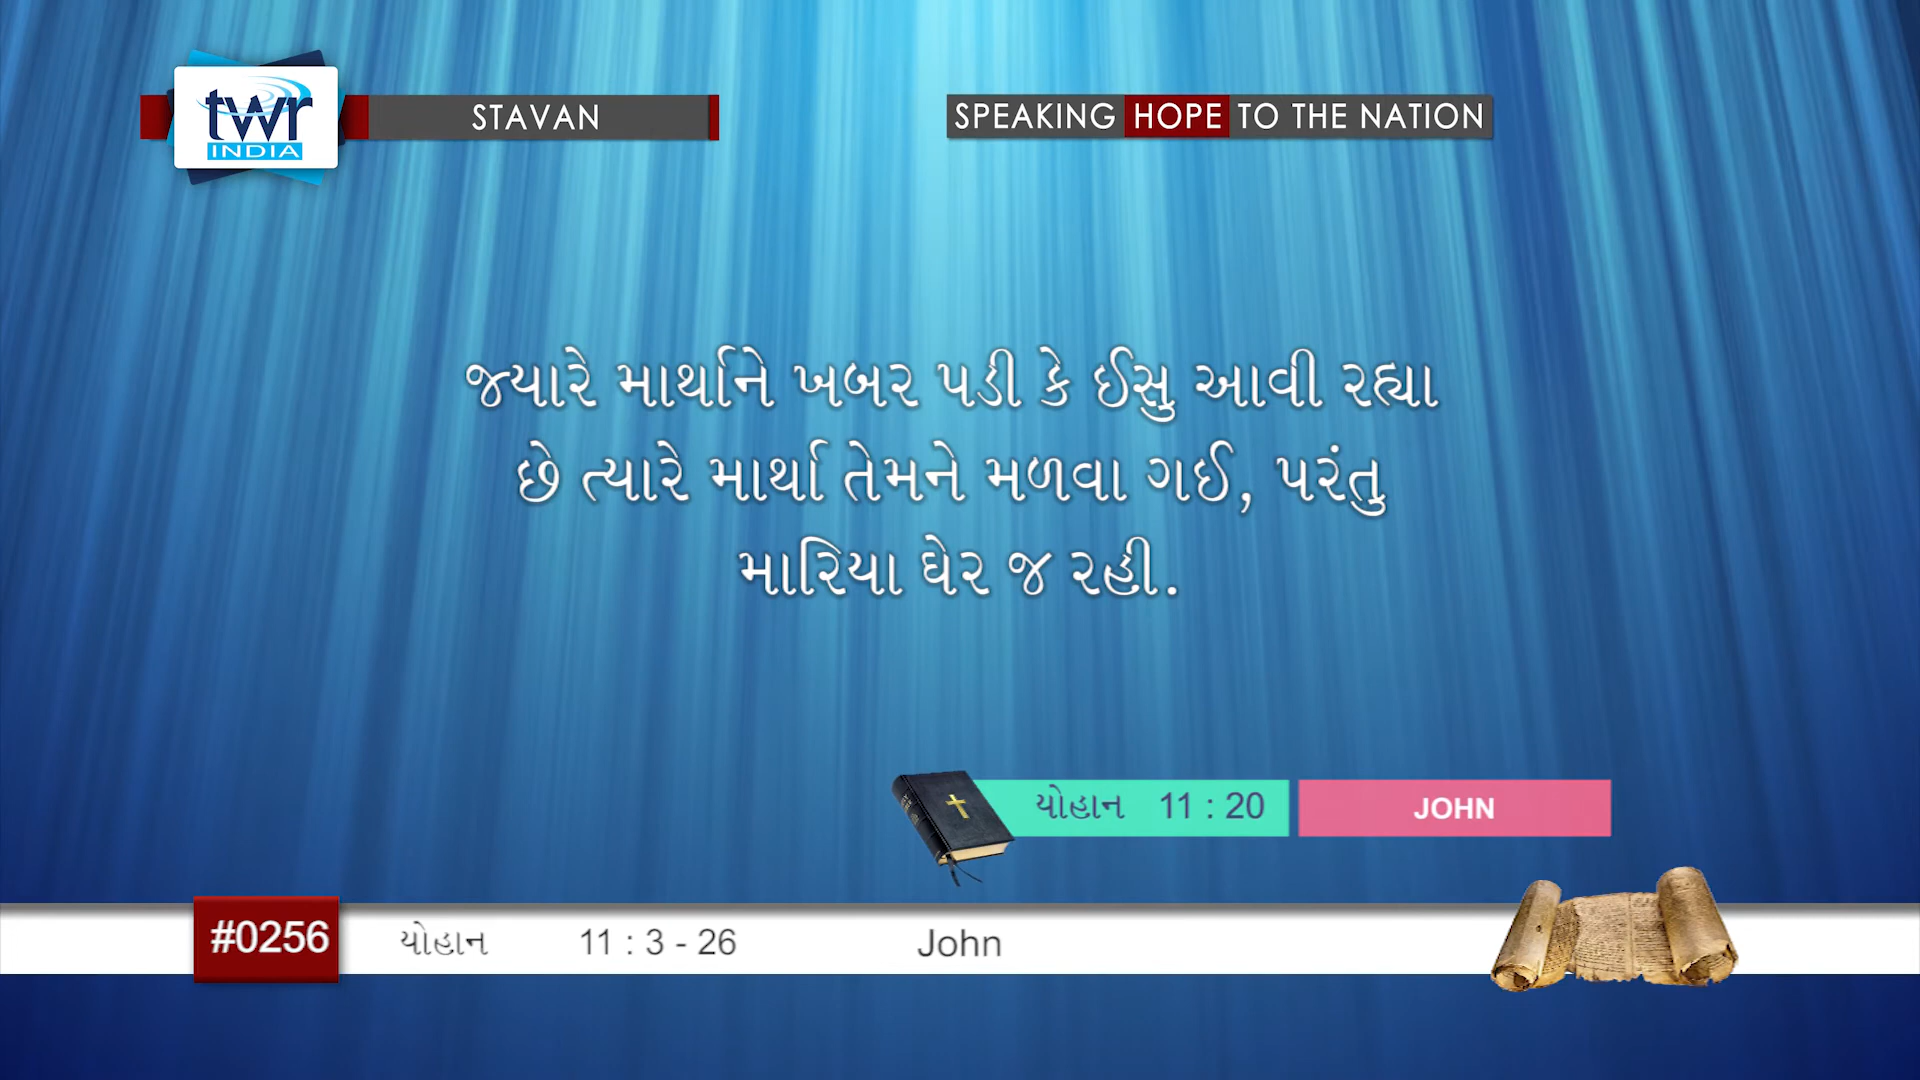 twr
INDIA
STAVAN
SPEAKING HOPE TO THE NATION
જ્યારે માર્થાને ખબર પડી કે ઈસુ આવી રહ્યા
છે ત્યારે માર્થા તેમને મળવા ગઈ, પરંતુ
મારિયા ઘેર જ રહી.
યોહાન 11 : 20
JOHN
#0256
યોહાન 11 : 3 - 26 John